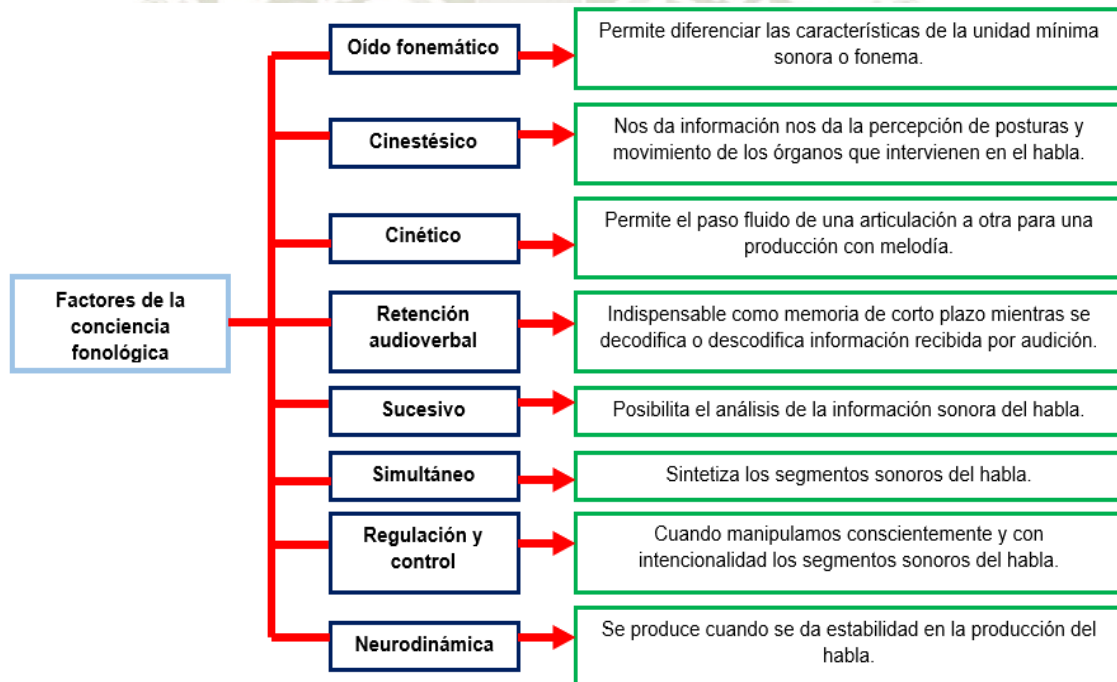 Oído fonemático
Permite diferenciar las características de la unidad mínima
sonora o fonema.
Cinestésico
Nos da información nos da la percepción de posturas y
movimiento de los órganos que intervienen en el habla.
Cinético
Permite el paso fluido de una articulación a otra para una
producción con melodía.
Factores de la
conciencia
fonológica
Retención
audioverbal
Indispensable como memoria de corto plazo mientras se
decodifica o descodifica información recibida por audición.
Sucesivo
Posibilita el análisis de la información sonora del habla.
Simultáneo
Sintetiza los segmentos sonoros del habla.
Regulación y
control
Cuando manipulamos conscientemente y con
intencionalidad los segmentos sonoros del habla.
Neurodinámica
Se produce cuando se da estabilidad en la producción del
habla.